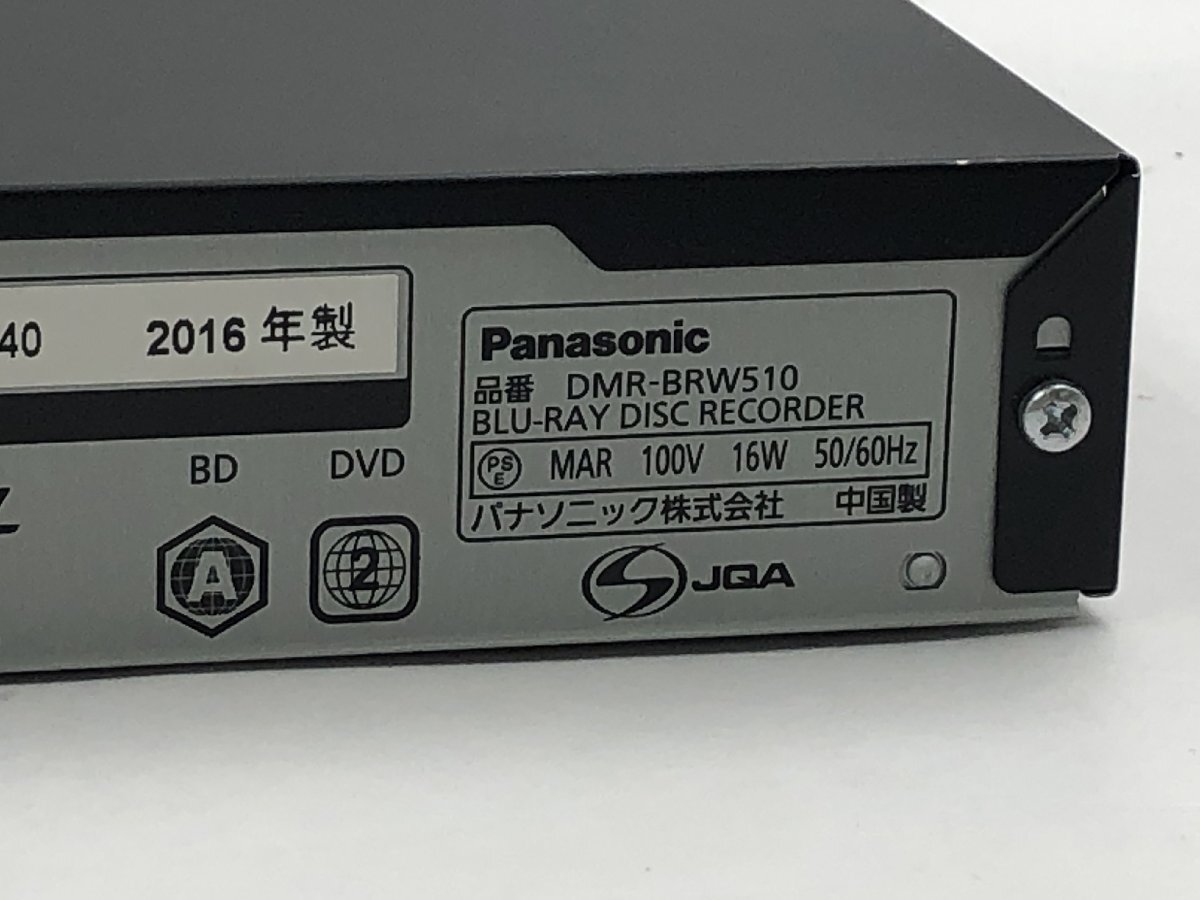 40 2016 年製
BD DVD
A 2
Panasonic
品番 DMR-BRW510
BLU-RAY DISC RECORDER
PS E MAR 100V 16W 50/60Hz
パナソニック株式会社 中国製
JQA